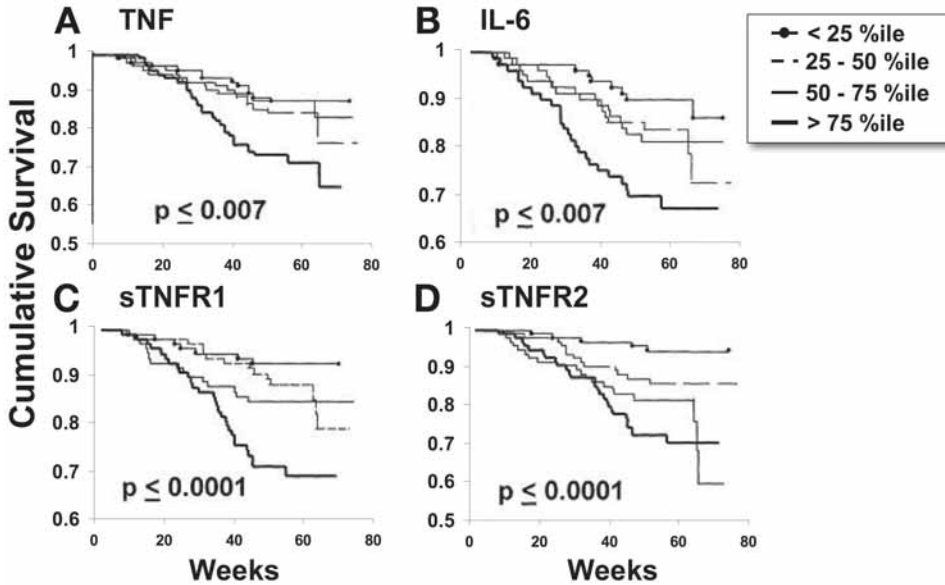 A TNF
B IL-6
< 25 %ile
25 - 50 %ile
50 - 75 %ile
> 75 %ile
Cumulative Survival
1
0.9
0.8
0.7
0.6
0.5
p ≤ 0.007
0 20 40 60 80
1
0.9
0.8
0.7
0.6
p ≤ 0.007
0 20 40 60 80
C sTNFR1
D sTNFR2
1
0.9
0.8
0.7
0.6
p ≤ 0.0001
0 20 40 60 80
Weeks
1
0.9
0.8
0.7
0.6
0.5
p ≤ 0.0001
0 20 40 60 80
Weeks